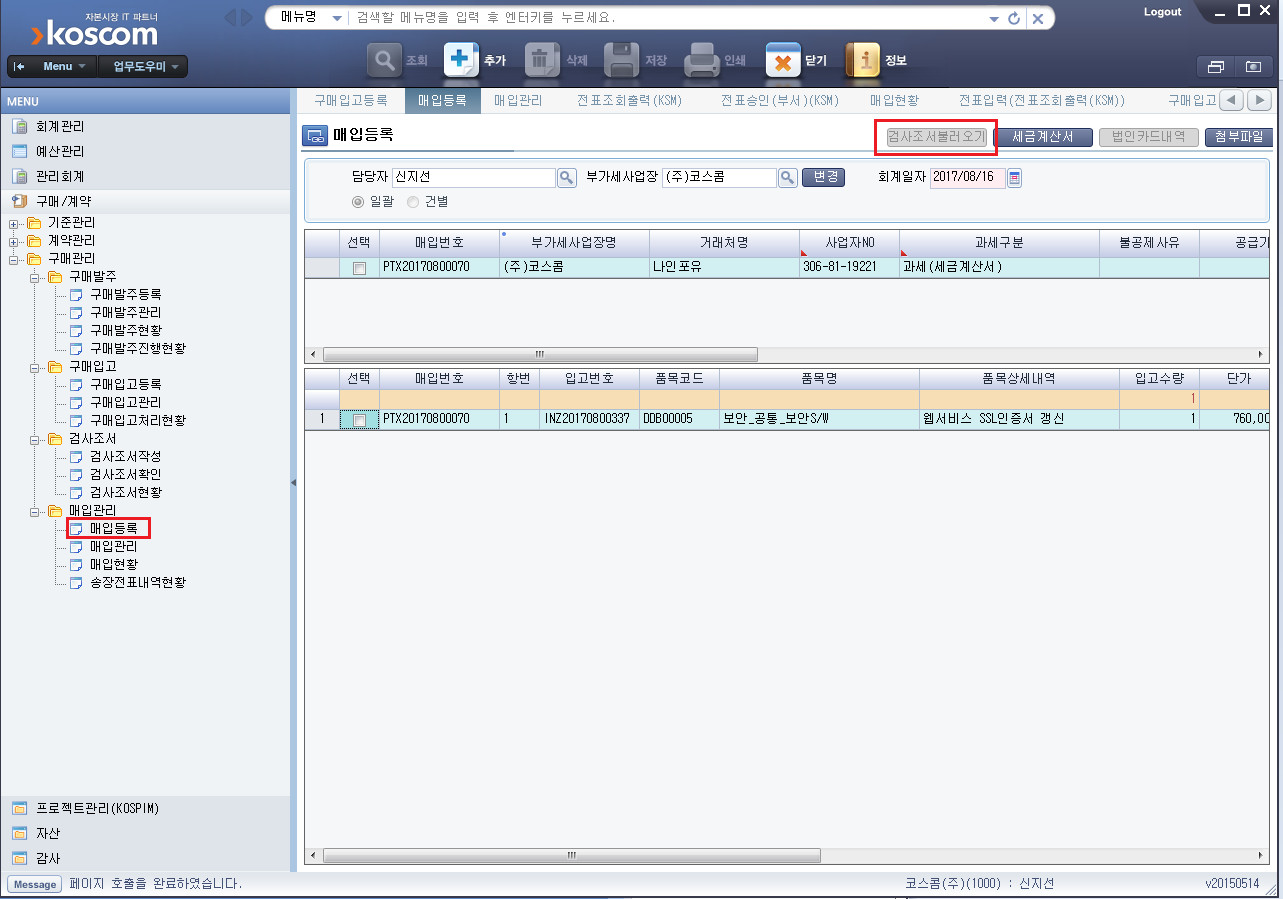 자본시장 IT 파트너
koscom
메뉴명 검색할 메뉴명을 입력 후 엔터키를 누르세요.
Logout
Menu 업무도우미
조회 추가 삭제 저장 인쇄 닫기 정보
MENU
구매입고등록 매입등록 매입관리 전표조회출력(KSM) 전표승인(부서)(KSM) 매입현황 전표입력(전표조회출력(KSM)) 구매입고
회계관리
예산관리
관리회계
구매/계약
기준관리
계약관리
구매관리
구매발주
구매발주등록
구매발주관리
구매발주현황
구매발주진행현황
구매입고
구매입고등록
구매입고관리
구매입고처리현황
검사조서
검사조서작성
검사조서확인
검사조서현황
매입관리
매입등록
매입관리
매입현황
송장전표내역현황
프로젝트관리(KOSPIM)
자산
감사
매입등록
검사조서불러오기 세금계산서 법인카드내역 첨부파일
담당자 신지선 부가세사업장 (주)코스콤 변경 회계일자 2017/08/16
일괄 건별
선택 매입번호 부가세사업장명 거래처명 사업자NO 과세구분 불공제사유 공급가
PTX20170800070 (주)코스콤 나인포유 306-81-19221 과세(세금계산서)
선택 매입번호 항번 입고번호 품목코드 품목명 품목상세내역 입고수량 단가
1
1 PTX20170800070 1 INZ20170800337 DDB00005 보안_공통_보안S/W 웹서비스 SSL인증서 갱신 1 760,00
Message 페이지 호출을 완료하였습니다.
코스콤(주)(1000) : 신지선
v20150514